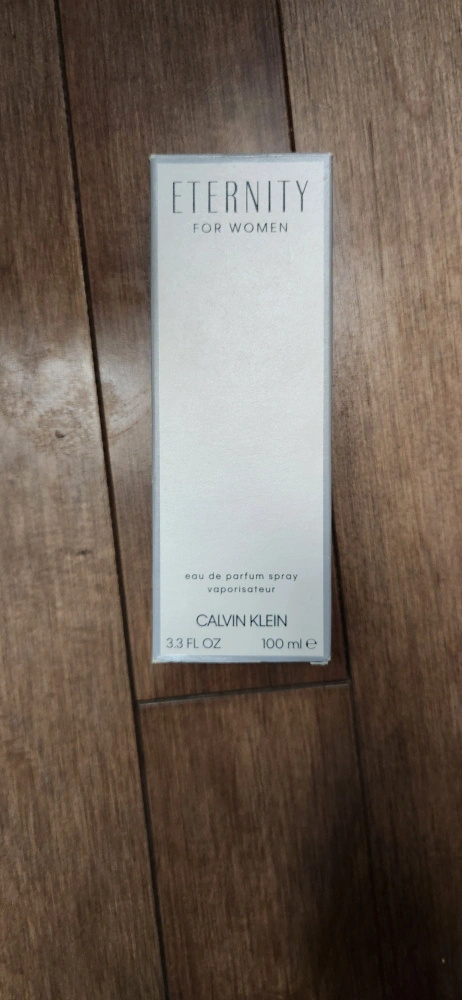 ETERNITY
FOR WOMEN
eau de parfum spray
vaporisateur
CALVIN KLEIN
3.3 FL OZ 100 ml ℮